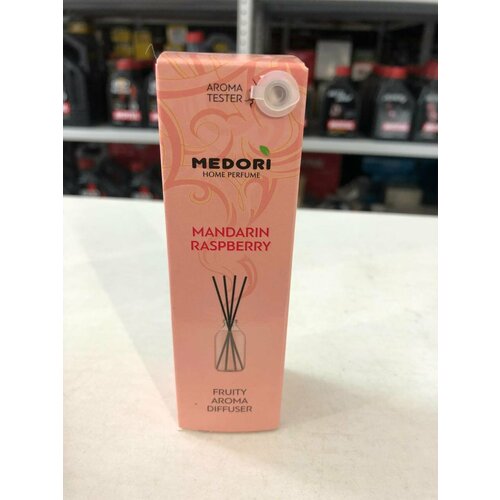 AROMA
TESTER
MEDORI
HOME PERFUME
MANDARIN
RASPBERRY
FRUITY
AROMA
DIFFUSER